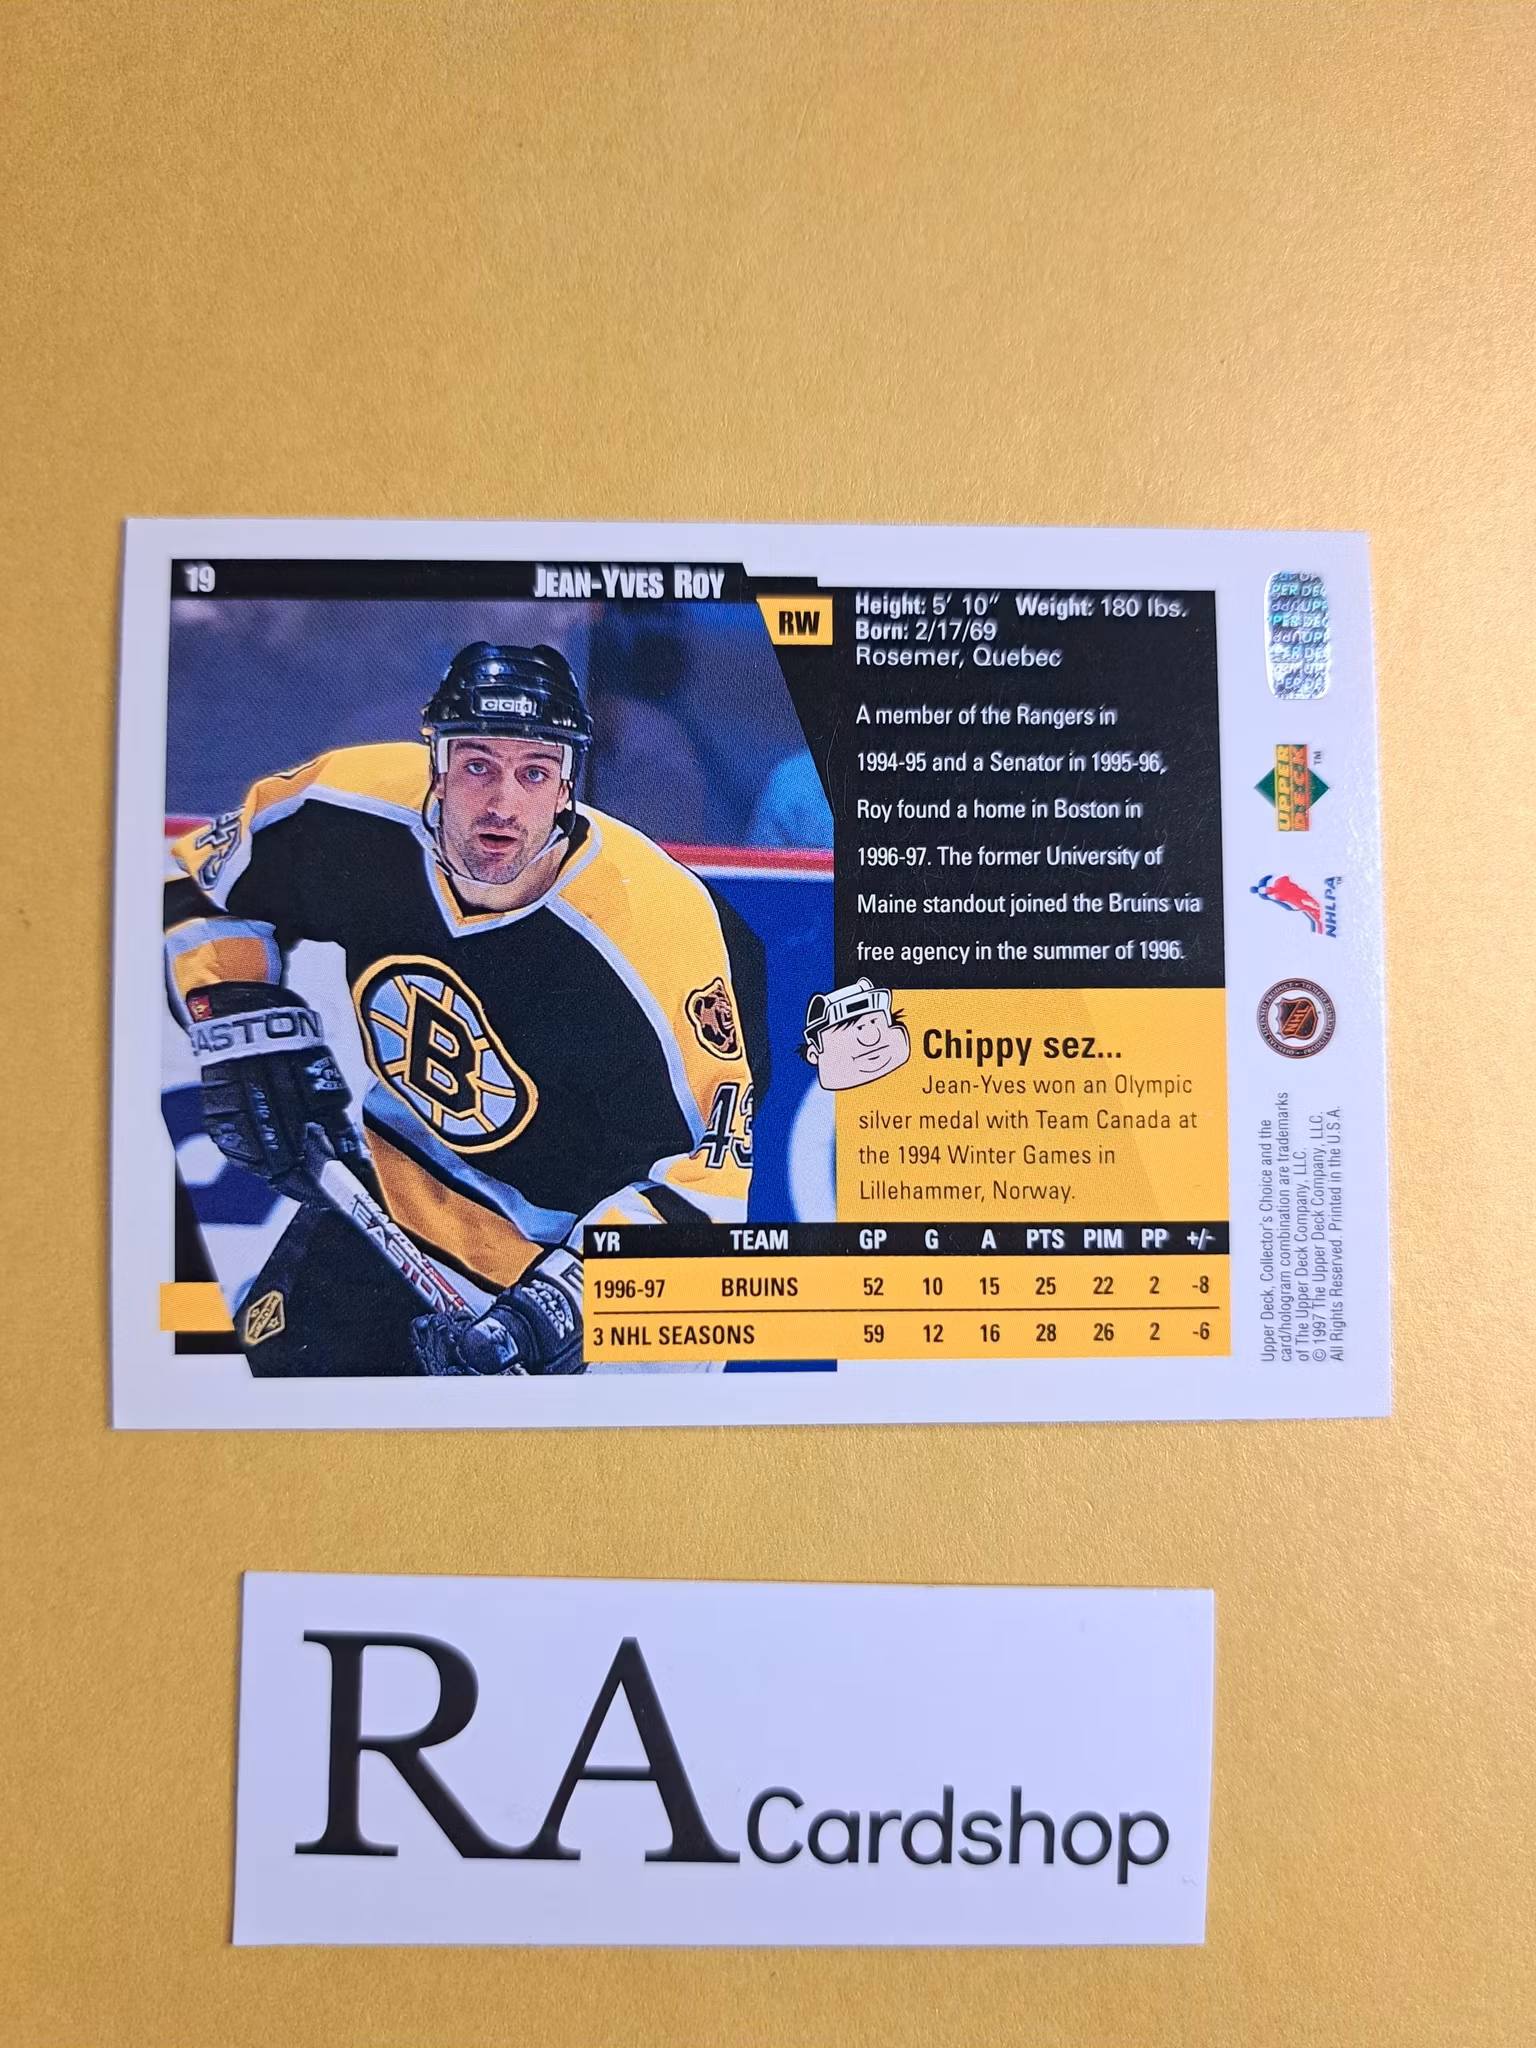 19
JEAN-YVES ROY
RW
Height: 5' 10" Weight: 180 lbs.
Born: 2/17/69
Rosemer, Quebec
A member of the Rangers in
1994-95 and a Senator in 1995-96,
Roy found a home in Boston in
1996-97. The former University of
Maine standout joined the Bruins via
free agency in the summer of 1996.
Chippy sez...
Jean-Yves won an Olympic
silver medal with Team Canada at
the 1994 Winter Games in
Lillehammer, Norway.
YR TEAM GP G A PTS PIM PP +/-
1996-97 BRUINS 52 10 15 25 22 2 -8
3 NHL SEASONS 59 12 16 28 26 2 -6
CCM
EASTON
B
43
UPPER DECK™
NHLPA™
NHL
Upper Deck, Collector's Choice and the
card/hologram combination are trademarks
of The Upper Deck Company, LLC.
© 1997 The Upper Deck Company, LLC.
All Rights Reserved. Printed in the U.S.A.
RA Cardshop